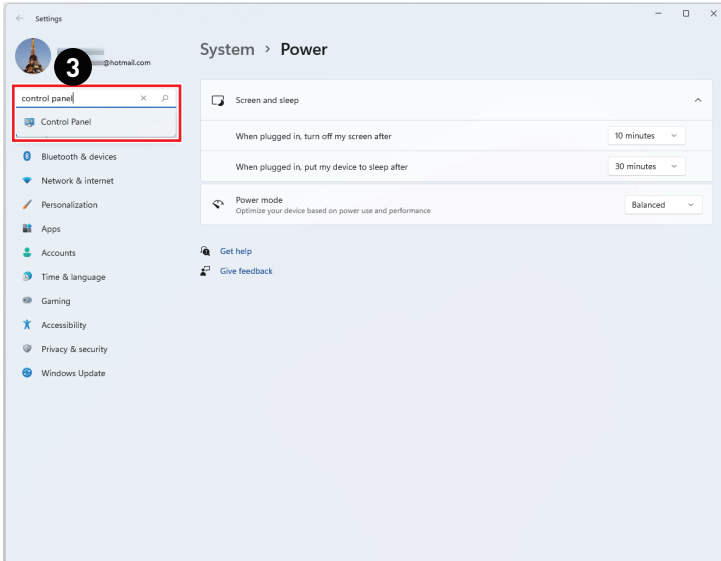 Settings
3
@hotmail.com
System > Power
control panel
Control Panel
Screen and sleep
When plugged in, turn off my screen after
10 minutes
Bluetooth & devices
When plugged in, put my device to sleep after
30 minutes
Network & internet
Personalization
Power mode
Optimize your device based on power use and performance
Balanced
Apps
Accounts
Get help
Give feedback
Time & language
Gaming
Accessibility
Privacy & security
Windows Update